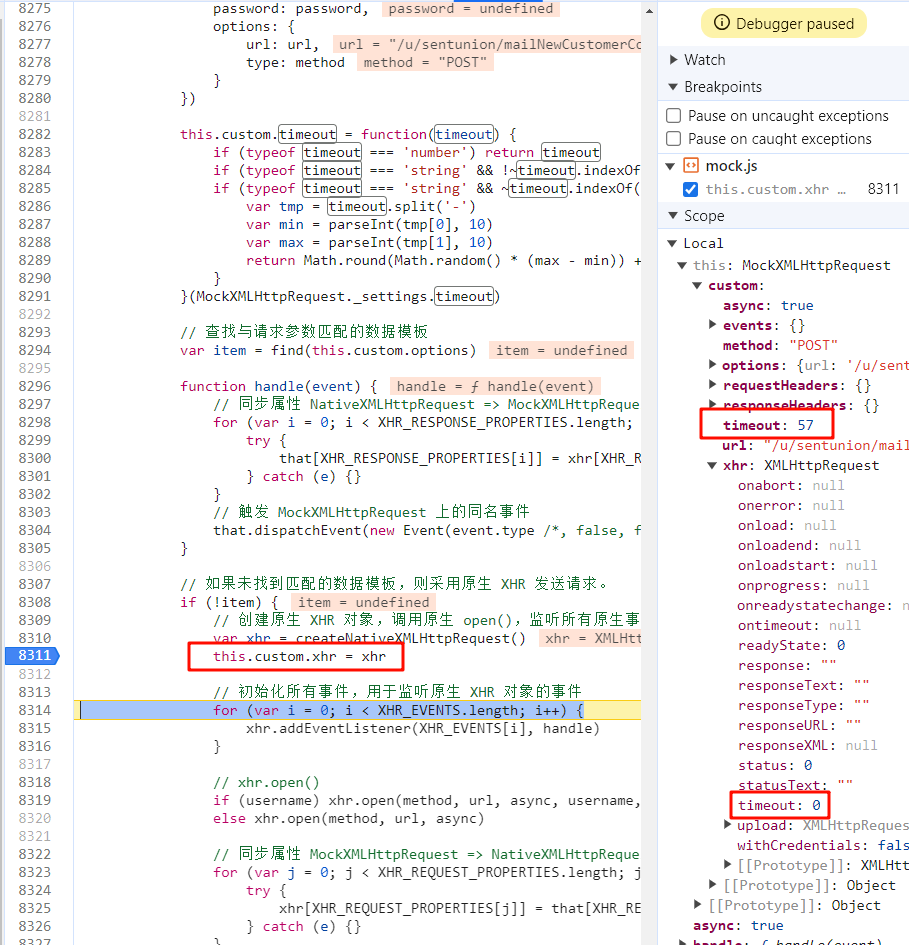 8275 password: password, password = undefined
8276 options: {
8277 url: url, url = "/u/sentunion/mailNewCustomerCo
8278 type: method method = "POST"
8279 }
8280 })
8281
8282 this.custom.timeout = function(timeout) {
8283 if (typeof timeout === 'number') return timeout
8284 if (typeof timeout === 'string' && !~timeout.indexOf
8285 if (typeof timeout === 'string' && ~timeout.indexOf(
8286 var tmp = timeout.split('-')
8287 var min = parseInt(tmp[0], 10)
8288 var max = parseInt(tmp[1], 10)
8289 return Math.round(Math.random() * (max - min)) +
8290 }
8291 }(MockXMLHttpRequest._settings.timeout)
8292
8293 // 查找与请求参数匹配的数据模板
8294 var item = find(this.custom.options) item = undefined
8295
8296 function handle(event) { handle = ƒ handle(event)
8297 // 同步属性 NativeXMLHttpRequest => MockXMLHttpReque
8298 for (var i = 0; i < XHR_RESPONSE_PROPERTIES.length;
8299 try {
8300 that[XHR_RESPONSE_PROPERTIES[i]] = xhr[XHR_R
8301 } catch (e) {}
8302 }
8303 // 触发 MockXMLHttpRequest 上的同名事件
8304 that.dispatchEvent(new Event(event.type /*, false, f
8305 }
8306
8307 // 如果未找到匹配的数据模板，则采用原生 XHR 发送请求。
8308 if (!item) { item = undefined
8309 // 创建原生 XHR 对象，调用原生 open()，监听所有原生事
8310 var xhr = createNativeXMLHttpRequest() xhr = XMLHtt
8311 this.custom.xhr = xhr
8312
8313 // 初始化所有事件，用于监听原生 XHR 对象的事件
8314 for (var i = 0; i < XHR_EVENTS.length; i++) {
8315 xhr.addEventListener(XHR_EVENTS[i], handle)
8316 }
8317
8318 // xhr.open()
8319 if (username) xhr.open(method, url, async, username,
8320 else xhr.open(method, url, async)
8321
8322 // 同步属性 MockXMLHttpRequest => NativeXMLHttpReque
8323 for (var j = 0; j < XHR_REQUEST_PROPERTIES.length; j
8324 try {
8325 xhr[XHR_REQUEST_PROPERTIES[j]] = that[XHR_RE
8326 } catch (e) {}
8327 }
Debugger paused
Watch
Breakpoints
Pause on uncaught exceptions
Pause on caught exceptions
mock.js
this.custom.xhr … 8311
Scope
Local
this: MockXMLHttpRequest
custom:
async: true
events: {}
method: "POST"
options: {url: '/u/sent
requestHeaders: {}
responseHeaders: {}
timeout: 57
url: "/u/sentunion/mail
xhr: XMLHttpRequest
onabort: null
onerror: null
onload: null
onloadend: null
onloadstart: null
onprogress: null
onreadystatechange: n
ontimeout: null
readyState: 0
response: ""
responseText: ""
responseType: ""
responseURL: ""
responseXML: null
status: 0
statusText: ""
timeout: 0
upload: XMLHttpReques
withCredentials: fals
[[Prototype]]: XMLHt
[[Prototype]]: Object
[[Prototype]]: Object
async: true
handle: ƒ handle(event)